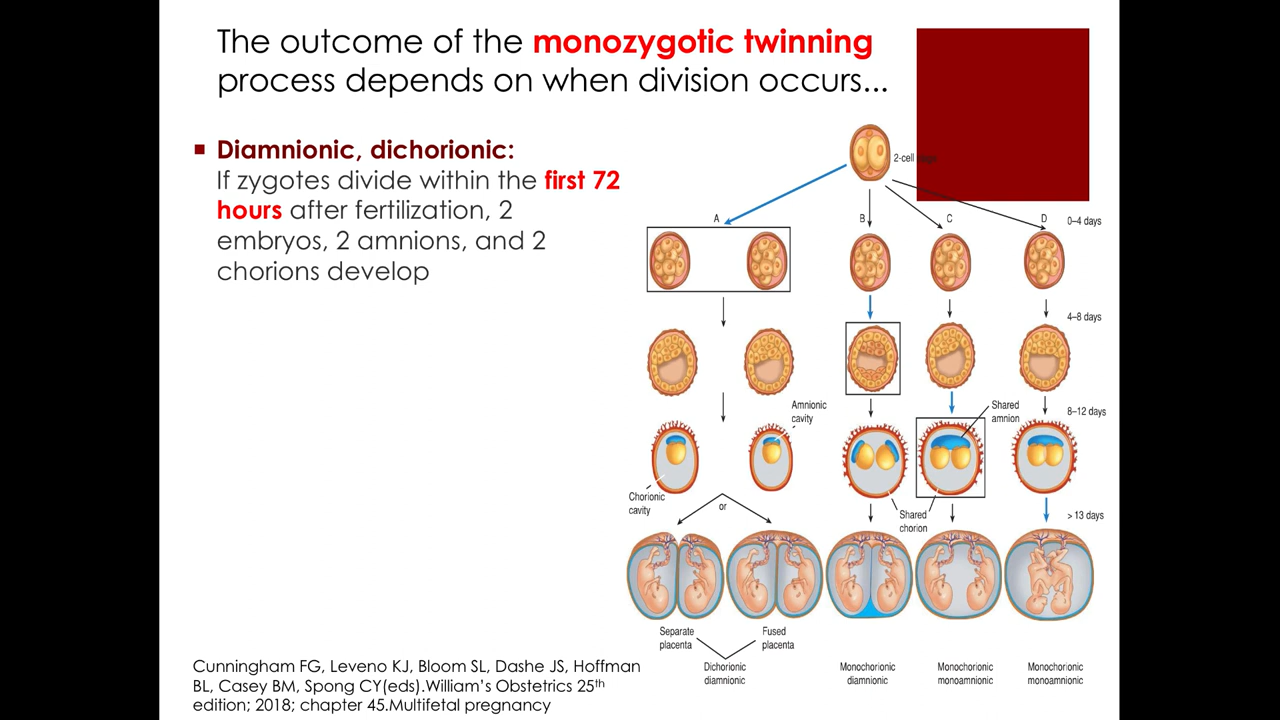 The outcome of the monozygotic twinning
process depends on when division occurs...
Diamnionic, dichorionic:
If zygotes divide within the first 72
hours after fertilization, 2
embryos, 2 amnions, and 2
chorions develop
2-cell stage
A
B
C
D
0–4 days
4–8 days
Amnionic
cavity
Shared
amnion
8–12 days
Chorionic
cavity
or
Shared
chorion
> 13 days
Separate
placenta
Fused
placenta
Dichorionic
diamnionic
Monochorionic
diamnionic
Monochorionic
monoamnionic
Monochorionic
monoamnionic
Cunningham FG, Leveno KJ, Bloom SL, Dashe JS, Hoffman
BL, Casey BM, Spong CY(eds).William’s Obstetrics 25th
edition; 2018; chapter 45.Multifetal pregnancy